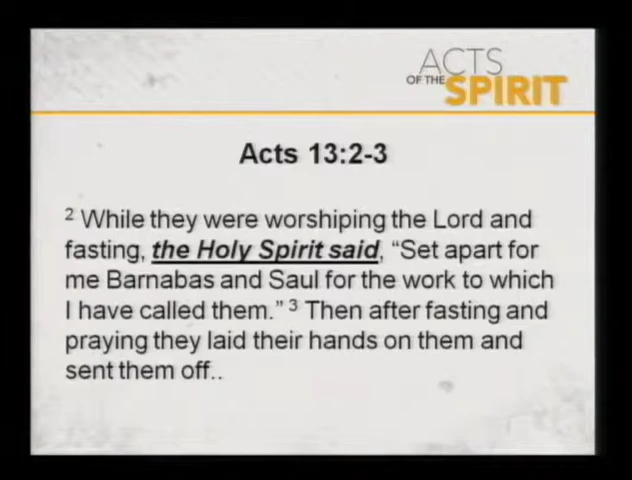 ACTS
OF THE SPIRIT
Acts 13:2-3
² While they were worshiping the Lord and
fasting, the Holy Spirit said, “Set apart for
me Barnabas and Saul for the work to which
I have called them.” ³ Then after fasting and
praying they laid their hands on them and
sent them off..